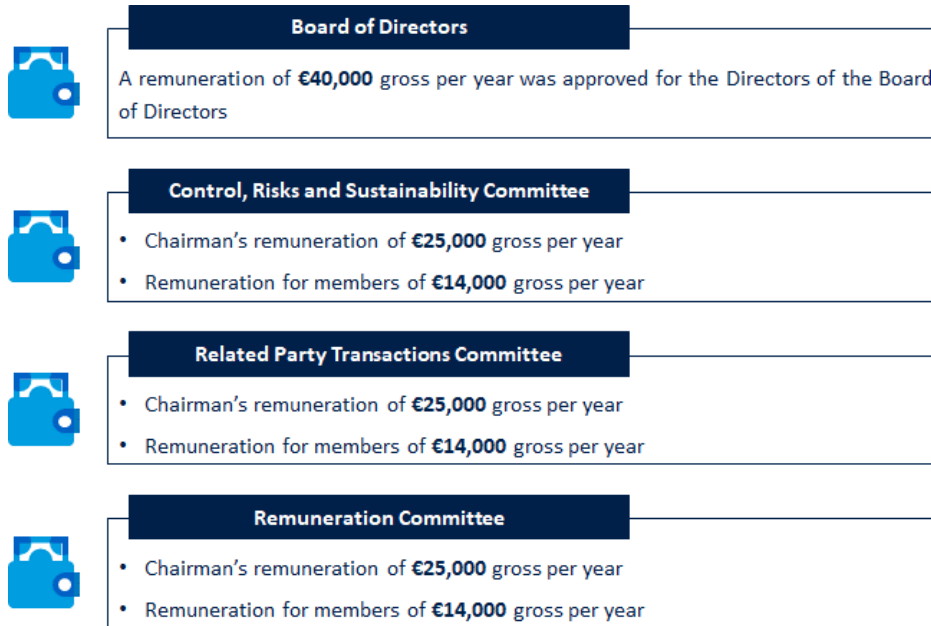 Board of Directors
A remuneration of €40,000 gross per year was approved for the Directors of the Board
of Directors
Control, Risks and Sustainability Committee
• Chairman’s remuneration of €25,000 gross per year
• Remuneration for members of €14,000 gross per year
Related Party Transactions Committee
• Chairman’s remuneration of €25,000 gross per year
• Remuneration for members of €14,000 gross per year
Remuneration Committee
• Chairman’s remuneration of €25,000 gross per year
• Remuneration for members of €14,000 gross per year